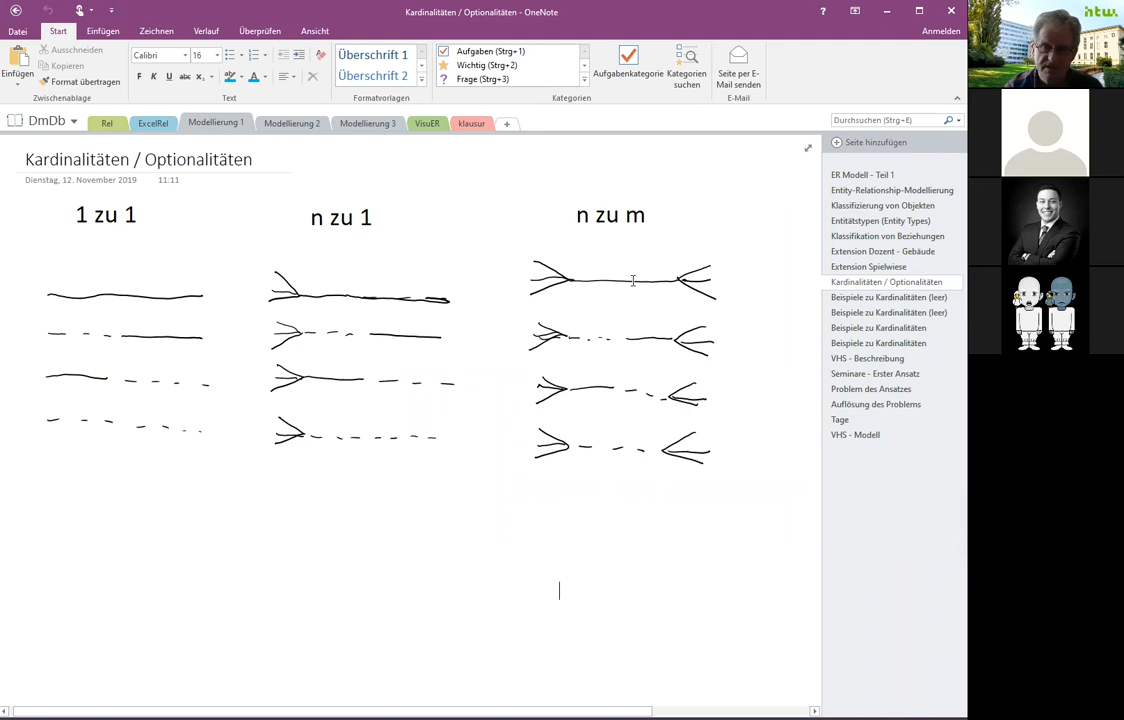 Kardinalitäten / Optionalitäten - OneNote
htw
Datei Start Einfügen Zeichnen Verlauf Überprüfen Ansicht Anmelden
Einfügen
Ausschneiden
Kopieren
Format übertragen
Zwischenablage
Calibri 16
F K U abc x₂ A
Text
Überschrift 1
Überschrift 2
Formatvorlagen
Aufgaben (Strg+1)
Wichtig (Strg+2)
Frage (Strg+3)
Aufgabenkategorie
Kategorien suchen
Kategorien
Seite per E-Mail senden
E-Mail
DmDb Rel ExcelRel Modellierung 1 Modellierung 2 Modellierung 3 VisuER klausur +
Durchsuchen (Strg+E)
Kardinalitäten / Optionalitäten
Dienstag, 12. November 2019 11:11
1 zu 1
n zu 1
n zu m
Seite hinzufügen
ER Modell - Teil 1
Entity-Relationship-Modellierung
Klassifizierung von Objekten
Entitätstypen (Entity Types)
Klassifikation von Beziehungen
Extension Dozent - Gebäude
Extension Spielwiese
Kardinalitäten / Optionalitäten
Beispiele zu Kardinalitäten (leer)
Beispiele zu Kardinalitäten (leer)
Beispiele zu Kardinalitäten
Beispiele zu Kardinalitäten
VHS - Beschreibung
Seminare - Erster Ansatz
Problem des Ansatzes
Auflösung des Problems
Tage
VHS - Modell